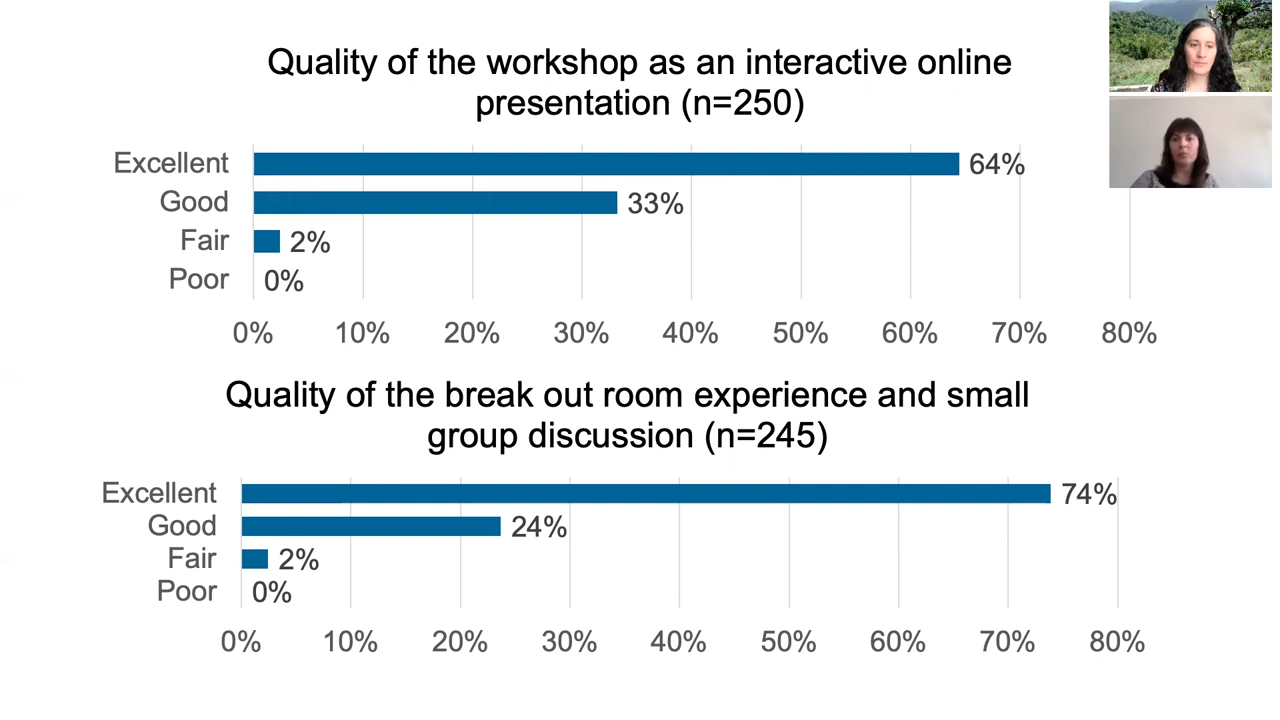 Quality of the workshop as an interactive online
presentation (n=250)
Excellent 64%
Good 33%
Fair 2%
Poor 0%
0% 10% 20% 30% 40% 50% 60% 70% 80%
Quality of the break out room experience and small
group discussion (n=245)
Excellent 74%
Good 24%
Fair 2%
Poor 0%
0% 10% 20% 30% 40% 50% 60% 70% 80%